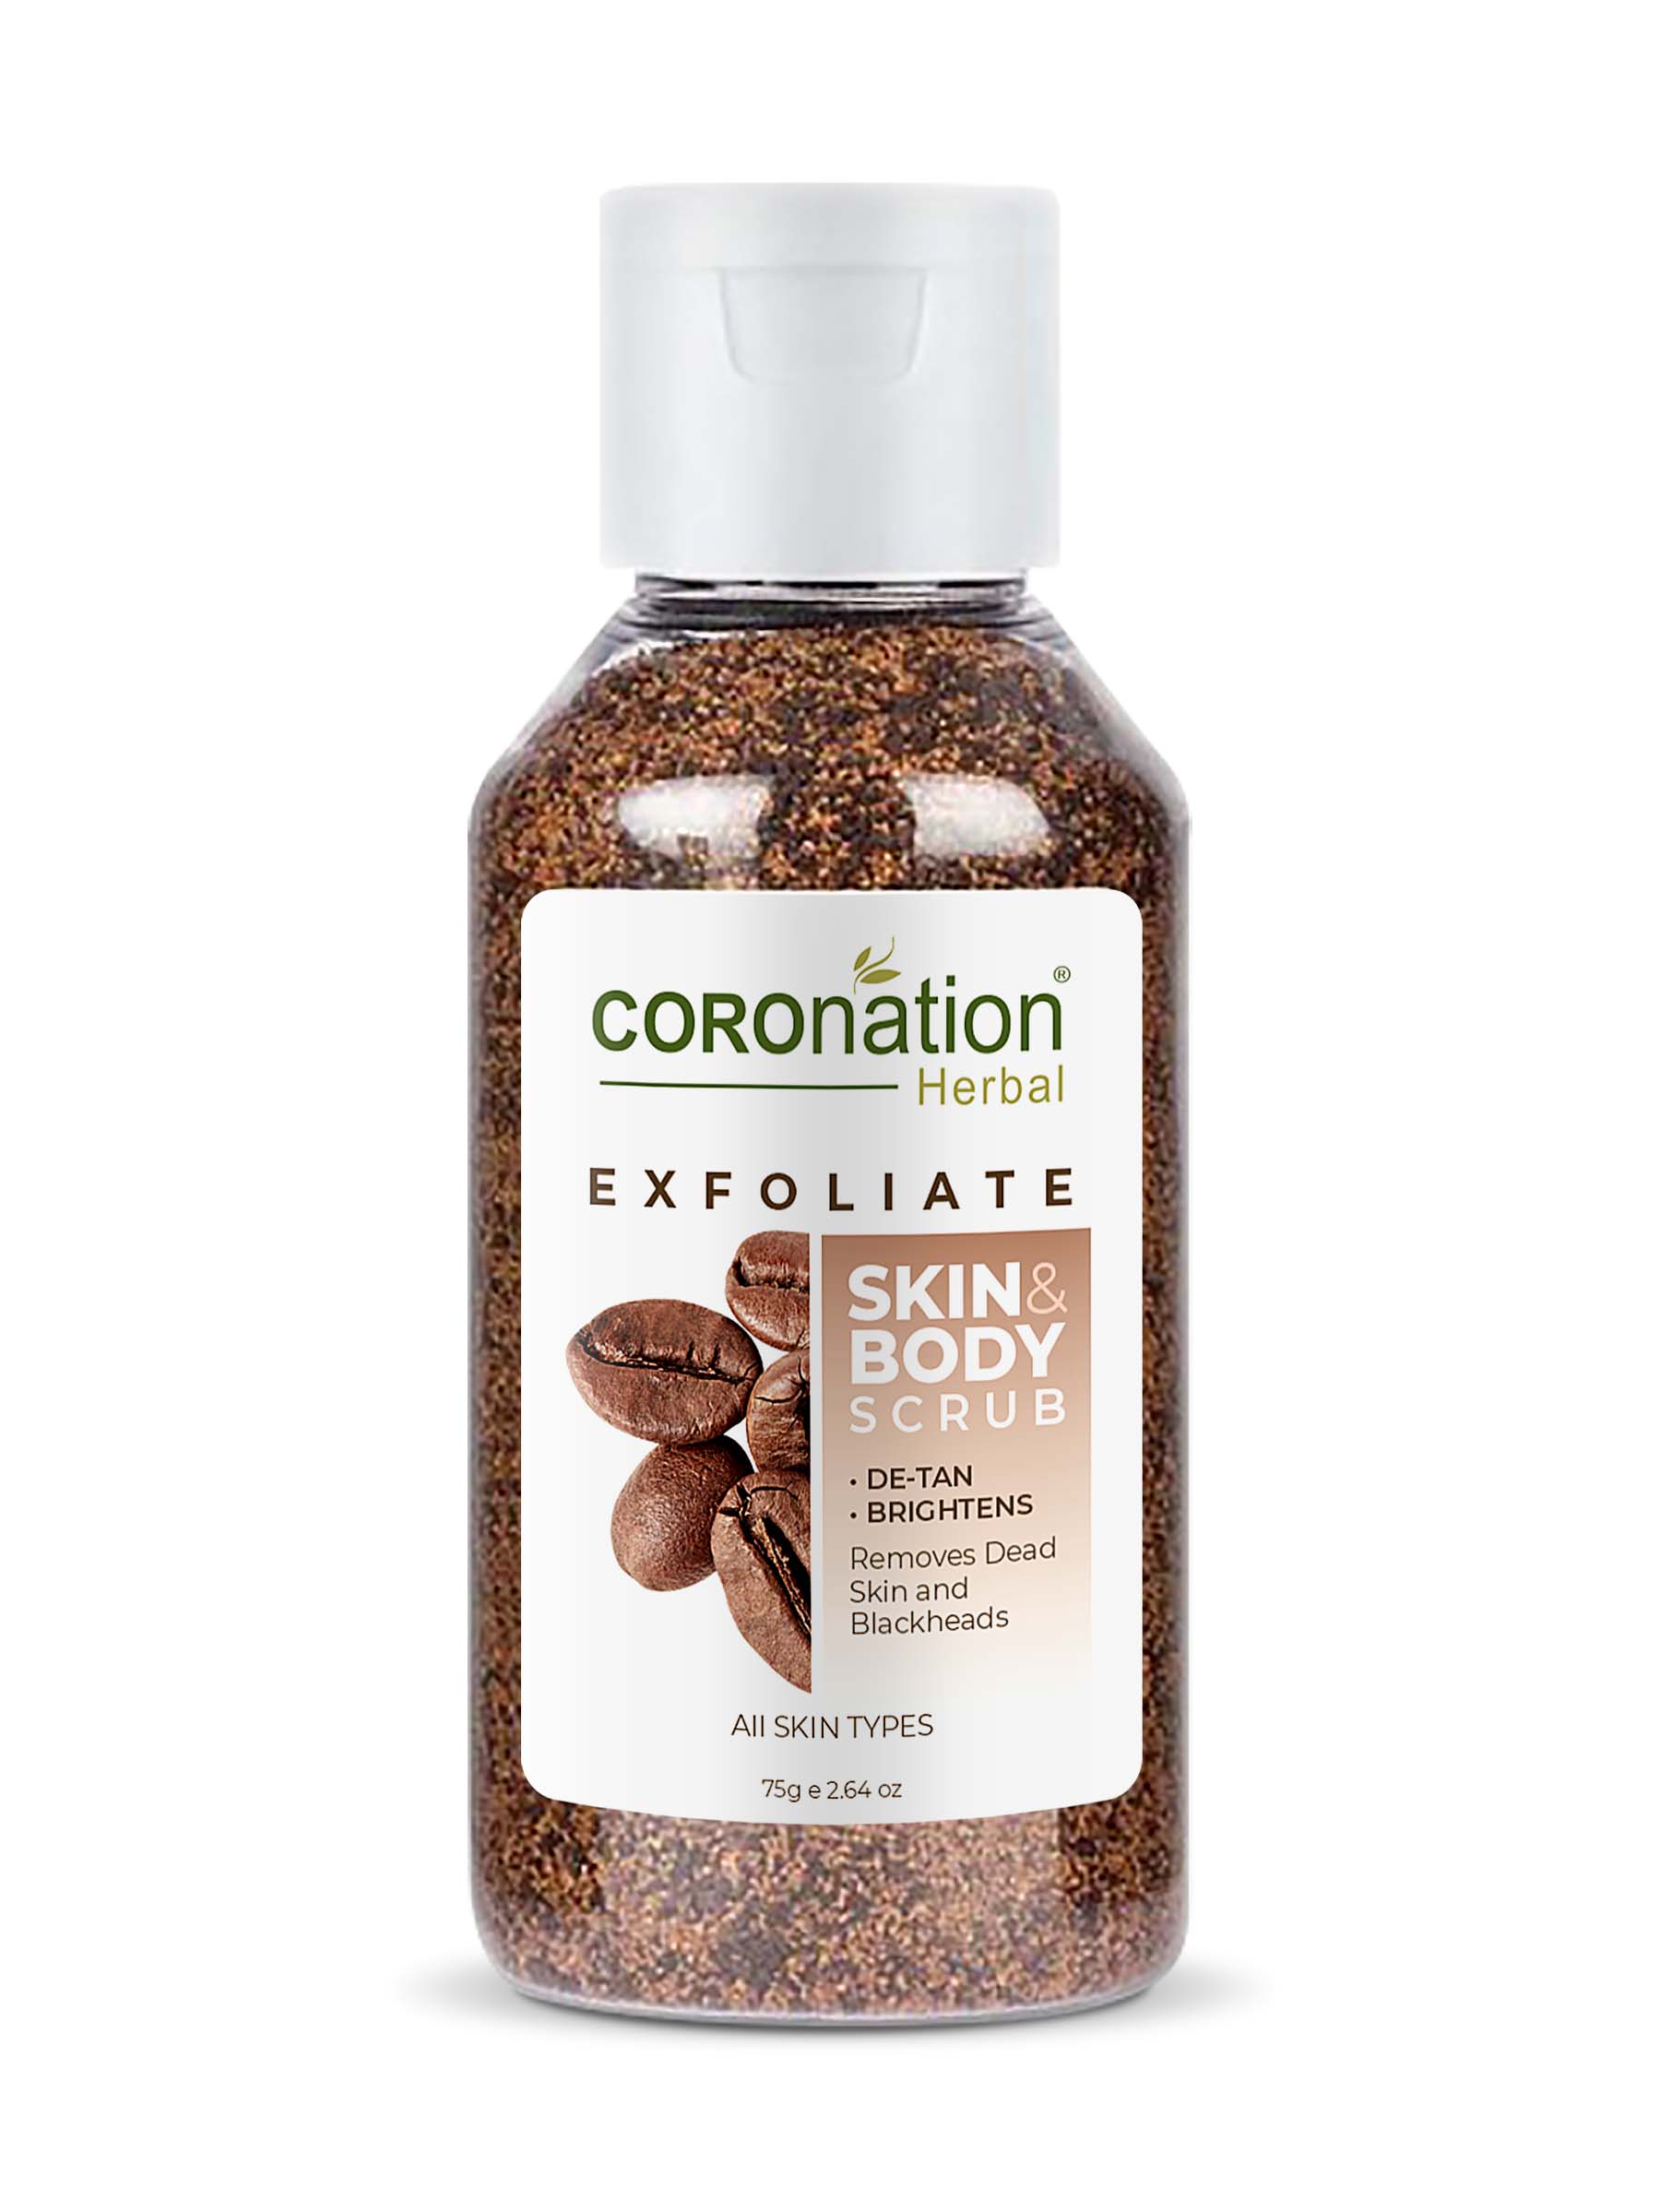 CORONation®
Herbal
EXFOLIATE
SKIN&
BODY
SCRUB
• DE-TAN
• BRIGHTENS
Removes Dead
Skin and
Blackheads
All SKIN TYPES
75g e 2.64 oz